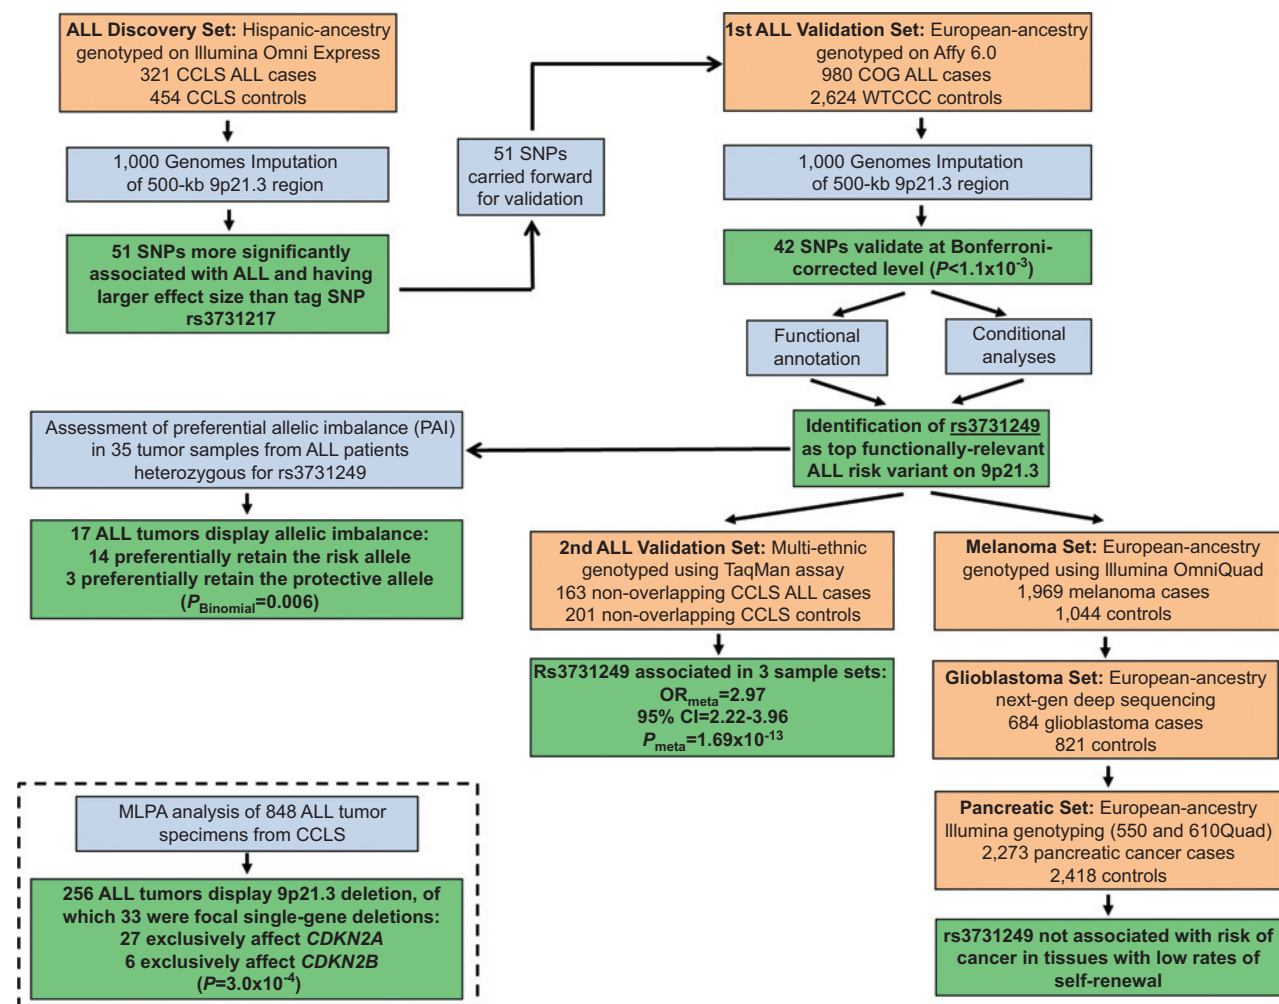 ALL Discovery Set: Hispanic-ancestry
genotyped on Illumina Omni Express
321 CCLS ALL cases
454 CCLS controls
1,000 Genomes Imputation
of 500-kb 9p21.3 region
51 SNPs more significantly
associated with ALL and having
larger effect size than tag SNP
rs3731217
51 SNPs
carried forward
for validation
1st ALL Validation Set: European-ancestry
genotyped on Affy 6.0
980 COG ALL cases
2,624 WTCCC controls
1,000 Genomes Imputation
of 500-kb 9p21.3 region
42 SNPs validate at Bonferroni-
corrected level (P<1.1x10⁻³)
Functional
annotation
Conditional
analyses
Identification of rs3731249
as top functionally-relevant
ALL risk variant on 9p21.3
Assessment of preferential allelic imbalance (PAI)
in 35 tumor samples from ALL patients
heterozygous for rs3731249
17 ALL tumors display allelic imbalance:
14 preferentially retain the risk allele
3 preferentially retain the protective allele
(P_Binomial=0.006)
2nd ALL Validation Set: Multi-ethnic
genotyped using TaqMan assay
163 non-overlapping CCLS ALL cases
201 non-overlapping CCLS controls
Rs3731249 associated in 3 sample sets:
OR_meta=2.97
95% CI=2.22-3.96
P_meta=1.69x10⁻¹³
Melanoma Set: European-ancestry
genotyped using Illumina OmniQuad
1,969 melanoma cases
1,044 controls
Glioblastoma Set: European-ancestry
next-gen deep sequencing
684 glioblastoma cases
821 controls
Pancreatic Set: European-ancestry
Illumina genotyping (550 and 610Quad)
2,273 pancreatic cancer cases
2,418 controls
rs3731249 not associated with risk of
cancer in tissues with low rates of
self-renewal
MLPA analysis of 848 ALL tumor
specimens from CCLS
256 ALL tumors display 9p21.3 deletion, of
which 33 were focal single-gene deletions:
27 exclusively affect CDKN2A
6 exclusively affect CDKN2B
(P=3.0x10⁻⁴)